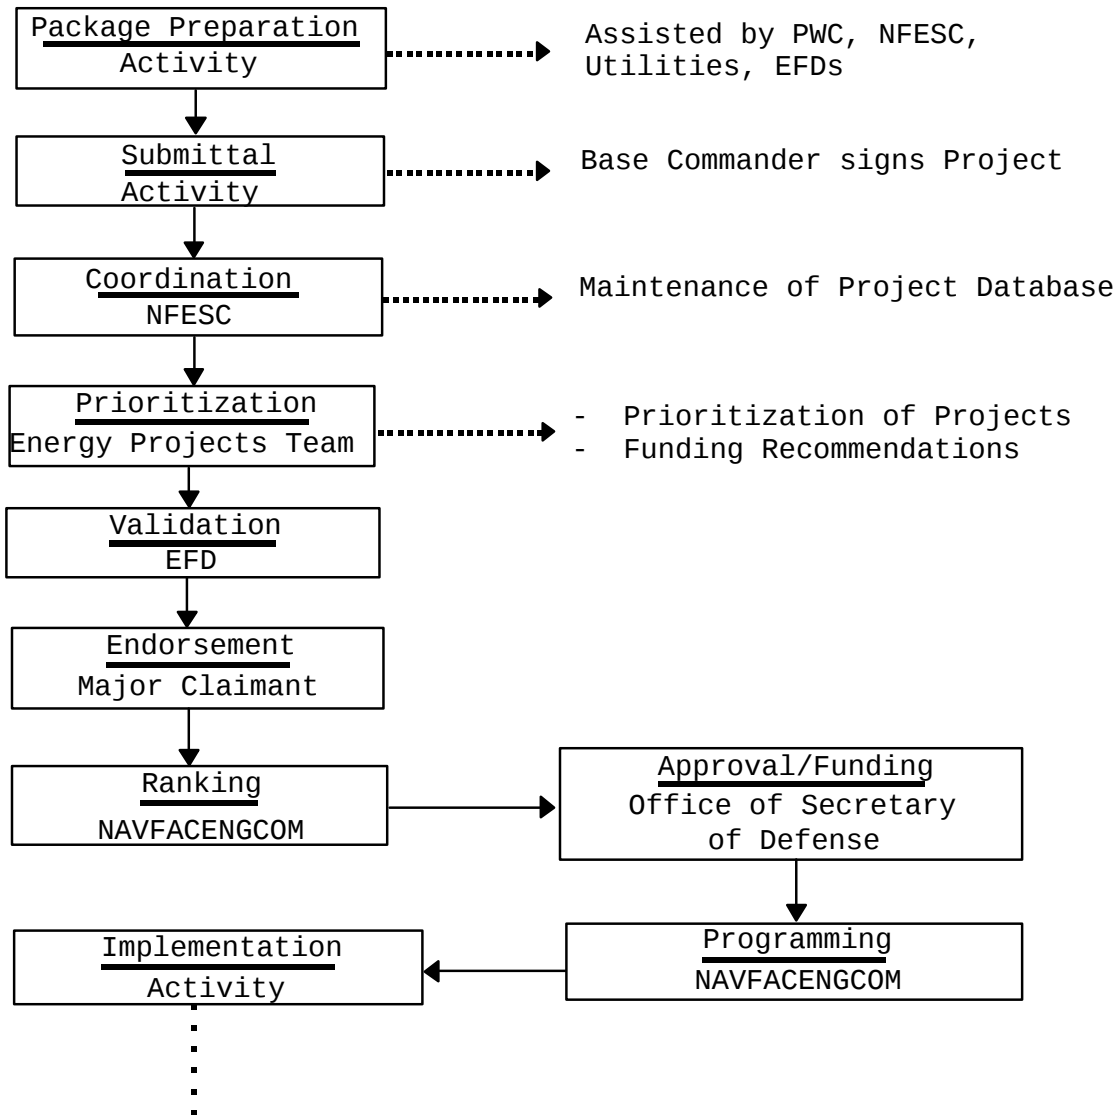 Package Preparation
Activity
Assisted by PWC, NFESC,
Utilities, EFDs
Submittal
Activity
Base Commander signs Project
Coordination
NFESC
Maintenance of Project Database
Prioritization
Energy Projects Team
- Prioritization of Projects
- Funding Recommendations
Validation
EFD
Endorsement
Major Claimant
Ranking
NAVFACENGCOM
Approval/Funding
Office of Secretary
of Defense
Programming
NAVFACENGCOM
Implementation
Activity